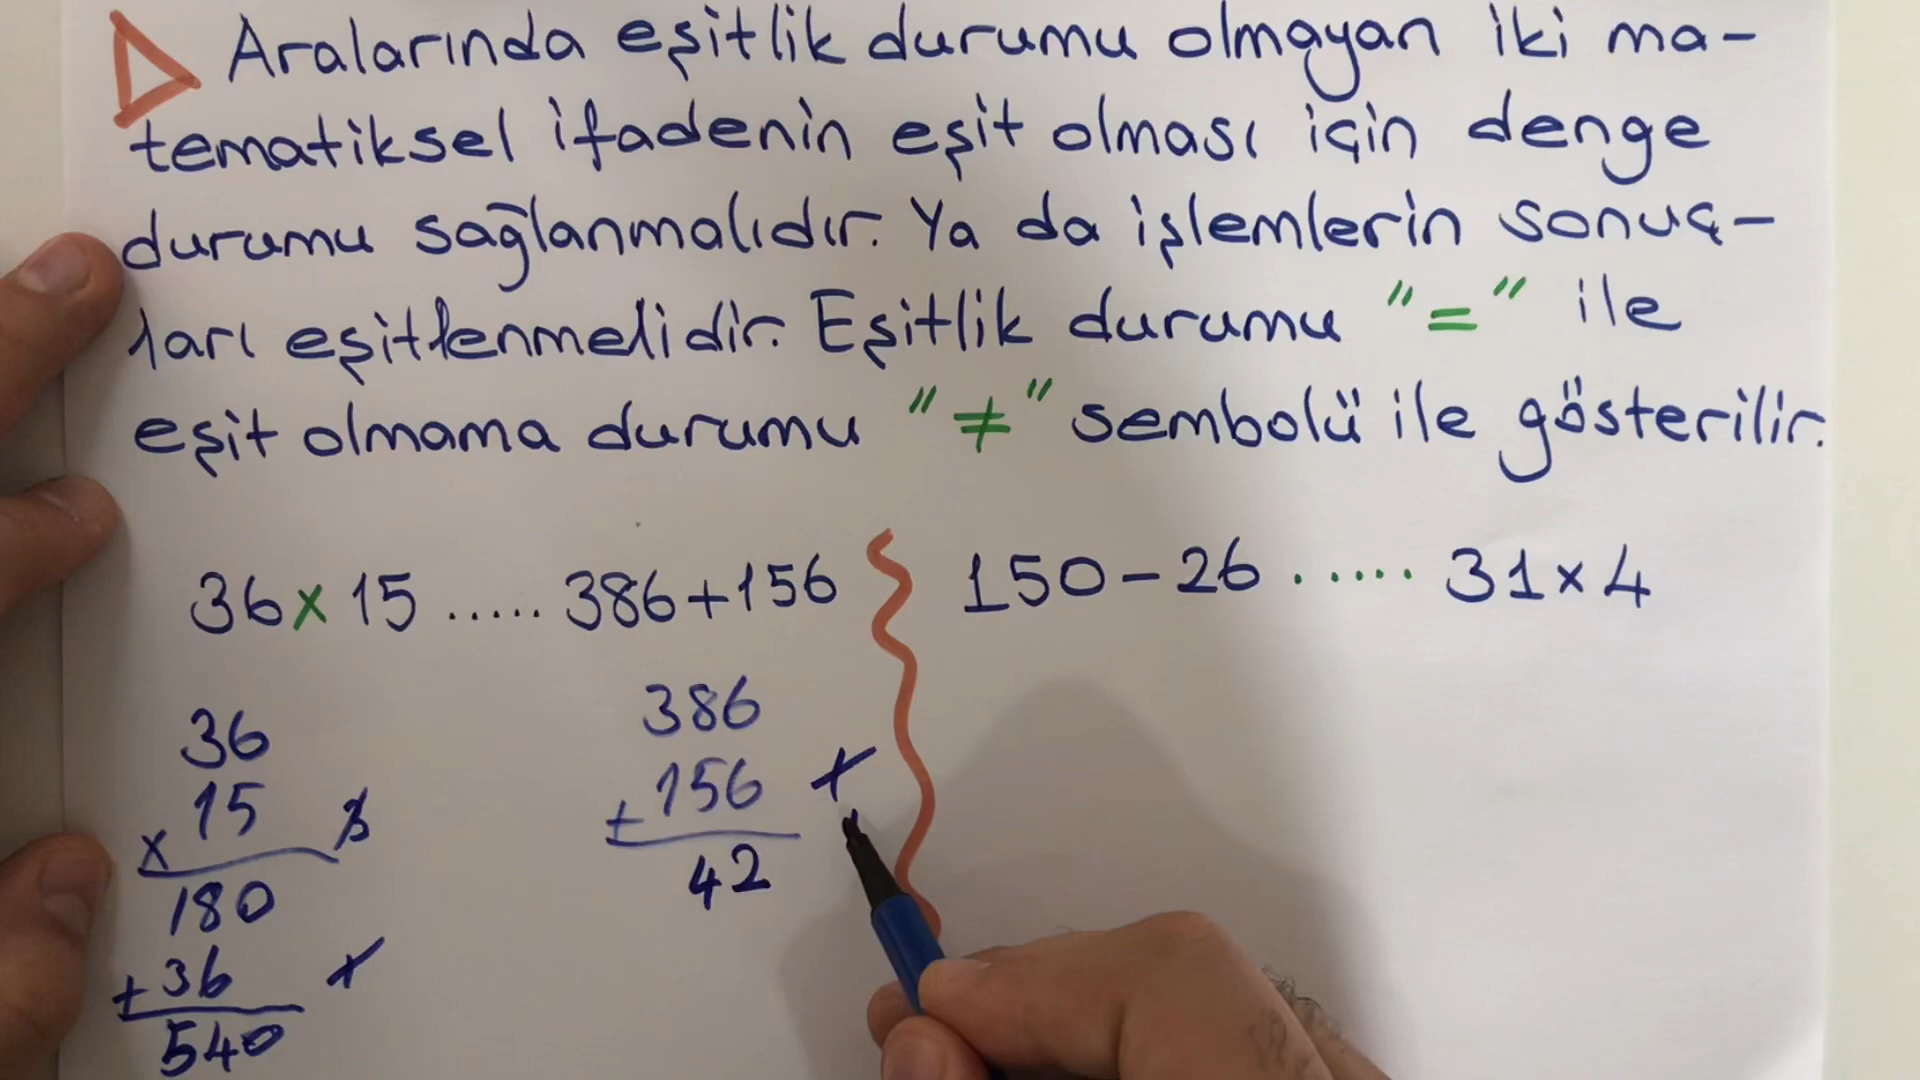 Aralarında eşitlik durumu olmayan iki ma-
tematiksel ifadenin eşit olması için denge
durumu sağlanmalıdır. Ya da işlemlerin sonuç-
ları eşitlenmelidir. Eşitlik durumu "=" ile
eşit olmama durumu "≠" sembolü ile gösterilir.
36 x 15 ..... 386+156
150-26 ..... 31x4
36
x 15
180
+36 +
540
386
+ 156 +
42